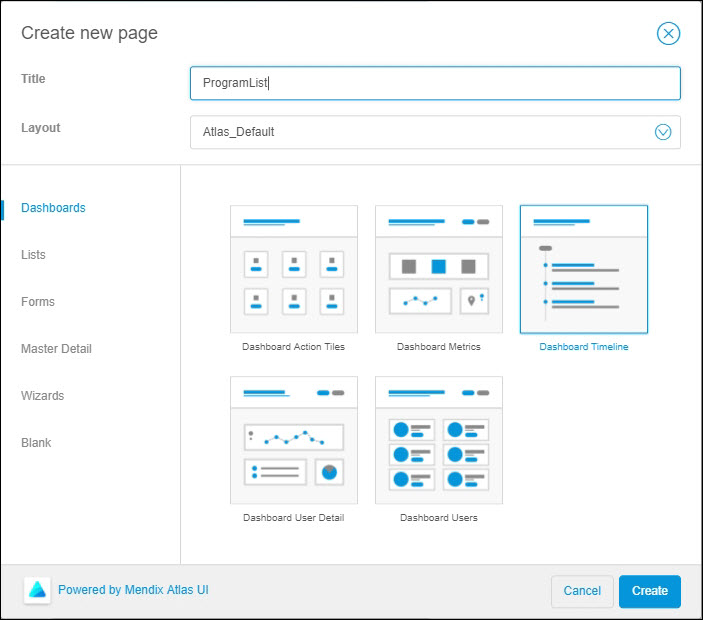 Create new page
Title
ProgramList
Layout
Atlas_Default
Dashboards
Lists
Forms
Master Detail
Wizards
Blank
Dashboard Action Tiles
Dashboard Metrics
Dashboard Timeline
Dashboard User Detail
Dashboard Users
Powered by Mendix Atlas UI
Cancel
Create